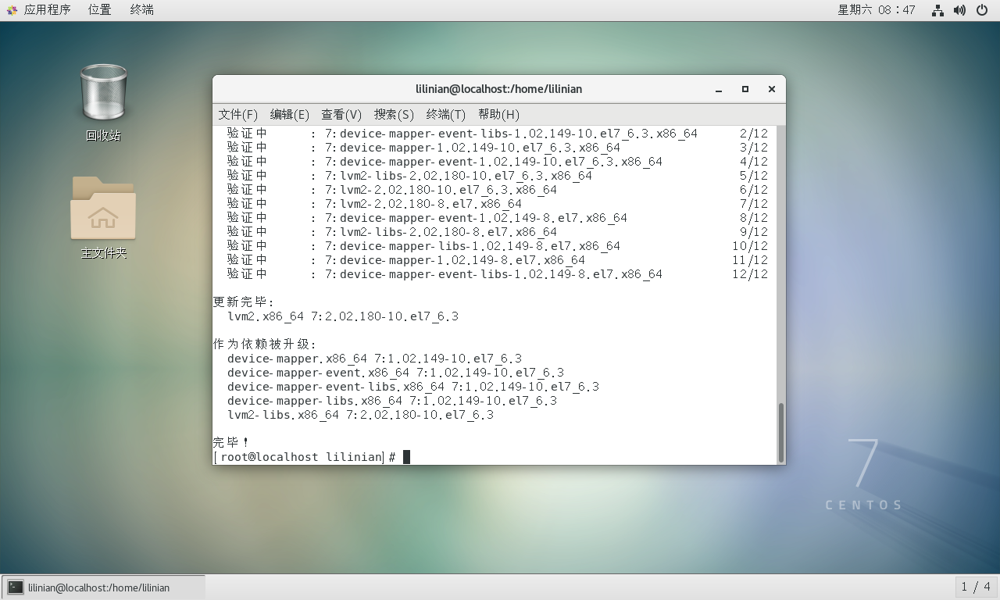 应用程序 位置 终端 星期六 08:47
回收站
主文件夹
lilinian@localhost:/home/lilinian
文件(F) 编辑(E) 查看(V) 搜索(S) 终端(T) 帮助(H)
验证中 : 7:device-mapper-event-libs-1.02.149-10.el7_6.3.x86_64 2/12
验证中 : 7:device-mapper-1.02.149-10.el7_6.3.x86_64 3/12
验证中 : 7:device-mapper-event-1.02.149-10.el7_6.3.x86_64 4/12
验证中 : 7:lvm2-libs-2.02.180-10.el7_6.3.x86_64 5/12
验证中 : 7:lvm2-2.02.180-10.el7_6.3.x86_64 6/12
验证中 : 7:lvm2-2.02.180-8.el7.x86_64 7/12
验证中 : 7:device-mapper-event-1.02.149-8.el7.x86_64 8/12
验证中 : 7:lvm2-libs-2.02.180-8.el7.x86_64 9/12
验证中 : 7:device-mapper-libs-1.02.149-8.el7.x86_64 10/12
验证中 : 7:device-mapper-1.02.149-8.el7.x86_64 11/12
验证中 : 7:device-mapper-event-libs-1.02.149-8.el7.x86_64 12/12
更新完毕:
lvm2.x86_64 7:2.02.180-10.el7_6.3
作为依赖被升级:
device-mapper.x86_64 7:1.02.149-10.el7_6.3
device-mapper-event.x86_64 7:1.02.149-10.el7_6.3
device-mapper-event-libs.x86_64 7:1.02.149-10.el7_6.3
device-mapper-libs.x86_64 7:1.02.149-10.el7_6.3
lvm2-libs.x86_64 7:2.02.180-10.el7_6.3
完毕！
[root@localhost lilinian]#
7
CENTOS
lilinian@localhost:/home/lilinian
1 / 4